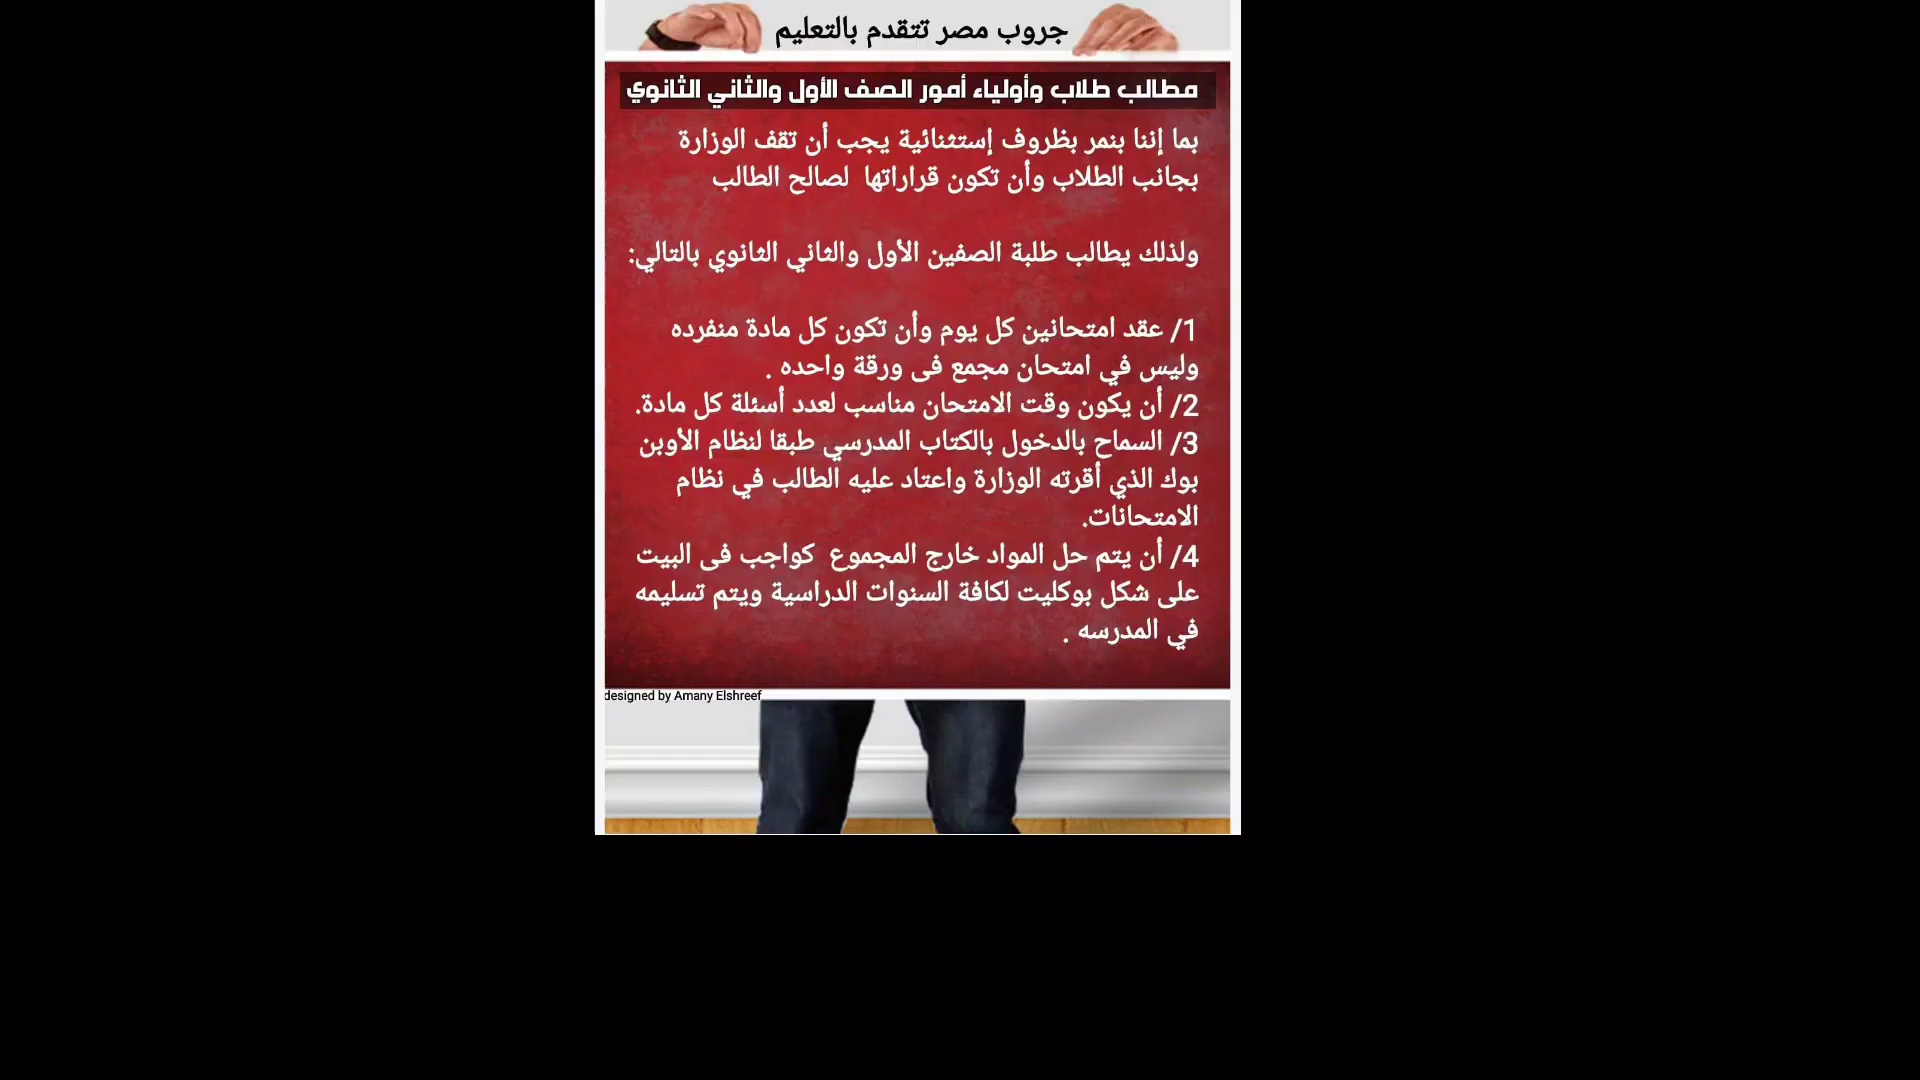 جروب مصر تتقدم بالتعليم
مطالب طلاب وأولياء أمور الصف الأول والثاني الثانوي
بما إننا بنمر بظروف إستثنائية يجب أن تقف الوزارة
بجانب الطلاب وأن تكون قراراتها لصالح الطالب
ولذلك يطالب طلبة الصفين الأول والثاني الثانوي بالتالي:
1/ عقد امتحانين كل يوم وأن تكون كل مادة منفرده
وليس في امتحان مجمع فى ورقة واحده .
2/ أن يكون وقت الامتحان مناسب لعدد أسئلة كل مادة.
3/ السماح بالدخول بالكتاب المدرسي طبقا لنظام الأوبن
بوك الذي أقرته الوزارة واعتاد عليه الطالب في نظام
الامتحانات.
4/ أن يتم حل المواد خارج المجموع كواجب فى البيت
على شكل بوكليت لكافة السنوات الدراسية ويتم تسليمه
في المدرسه .
designed by Amany Elshreef